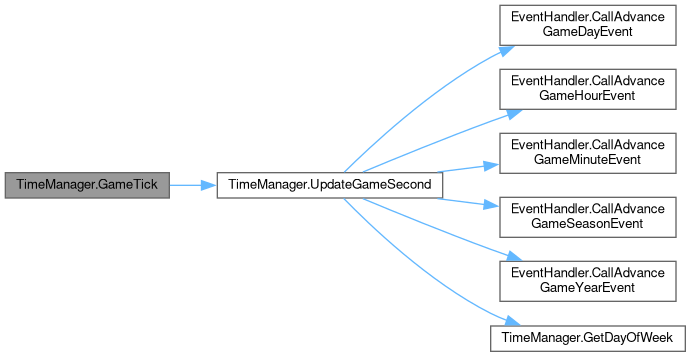 TimeManager.GameTick
TimeManager.UpdateGameSecond
EventHandler.CallAdvance
GameDayEvent
EventHandler.CallAdvance
GameHourEvent
EventHandler.CallAdvance
GameMinuteEvent
EventHandler.CallAdvance
GameSeasonEvent
EventHandler.CallAdvance
GameYearEvent
TimeManager.GetDayOfWeek